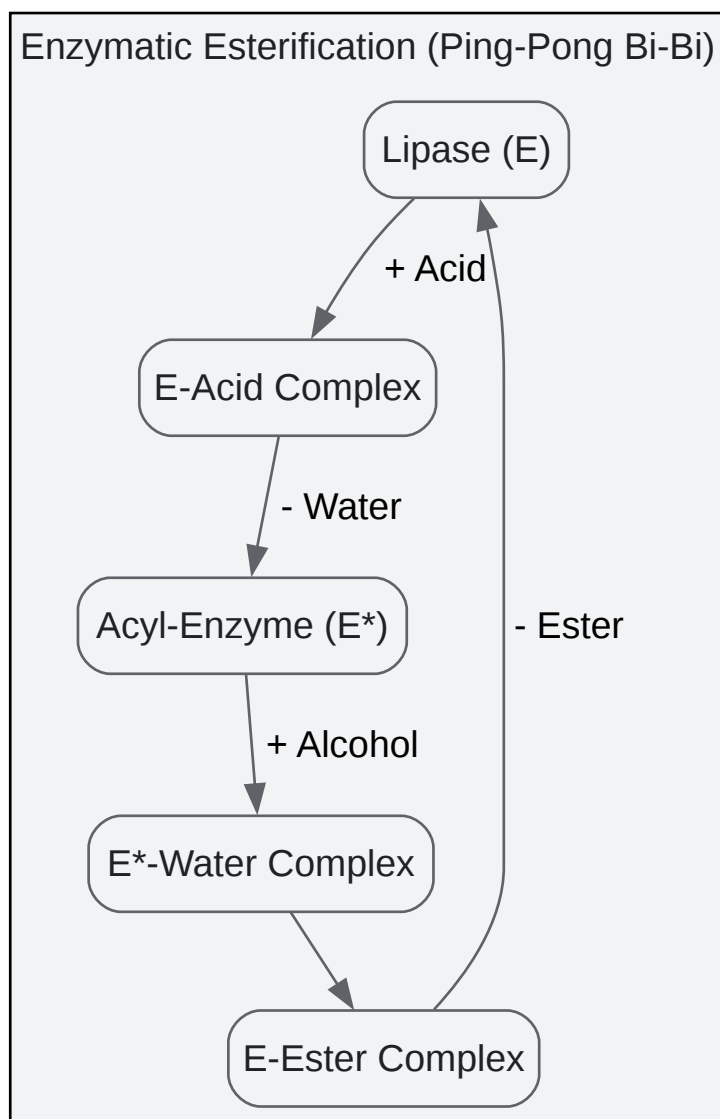 Enzymatic Esterification (Ping-Pong Bi-Bi)
Lipase (E)
+ Acid
E-Acid Complex
- Water
Acyl-Enzyme (E*)
- Ester
+ Alcohol
E*-Water Complex
E-Ester Complex